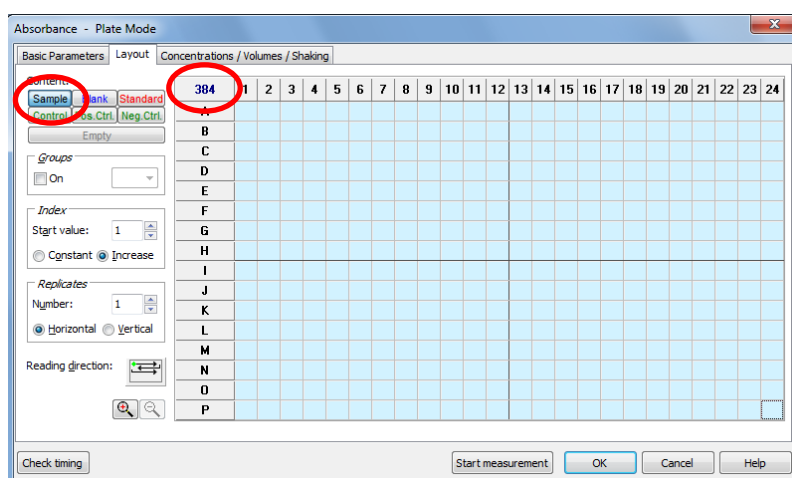 Absorbance - Plate Mode
Basic Parameters Layout Concentrations / Volumes / Shaking
Content:
Sample Blank Standard
Control Pos.Ctrl. Neg.Ctrl.
Empty
Groups
On
Index
Start value: 1
Constant Increase
Replicates
Number: 1
Horizontal Vertical
Reading direction:
384 1 2 3 4 5 6 7 8 9 10 11 12 13 14 15 16 17 18 19 20 21 22 23 24
A
B
C
D
E
F
G
H
I
J
K
L
M
N
O
P
Check timing Start measurement OK Cancel Help